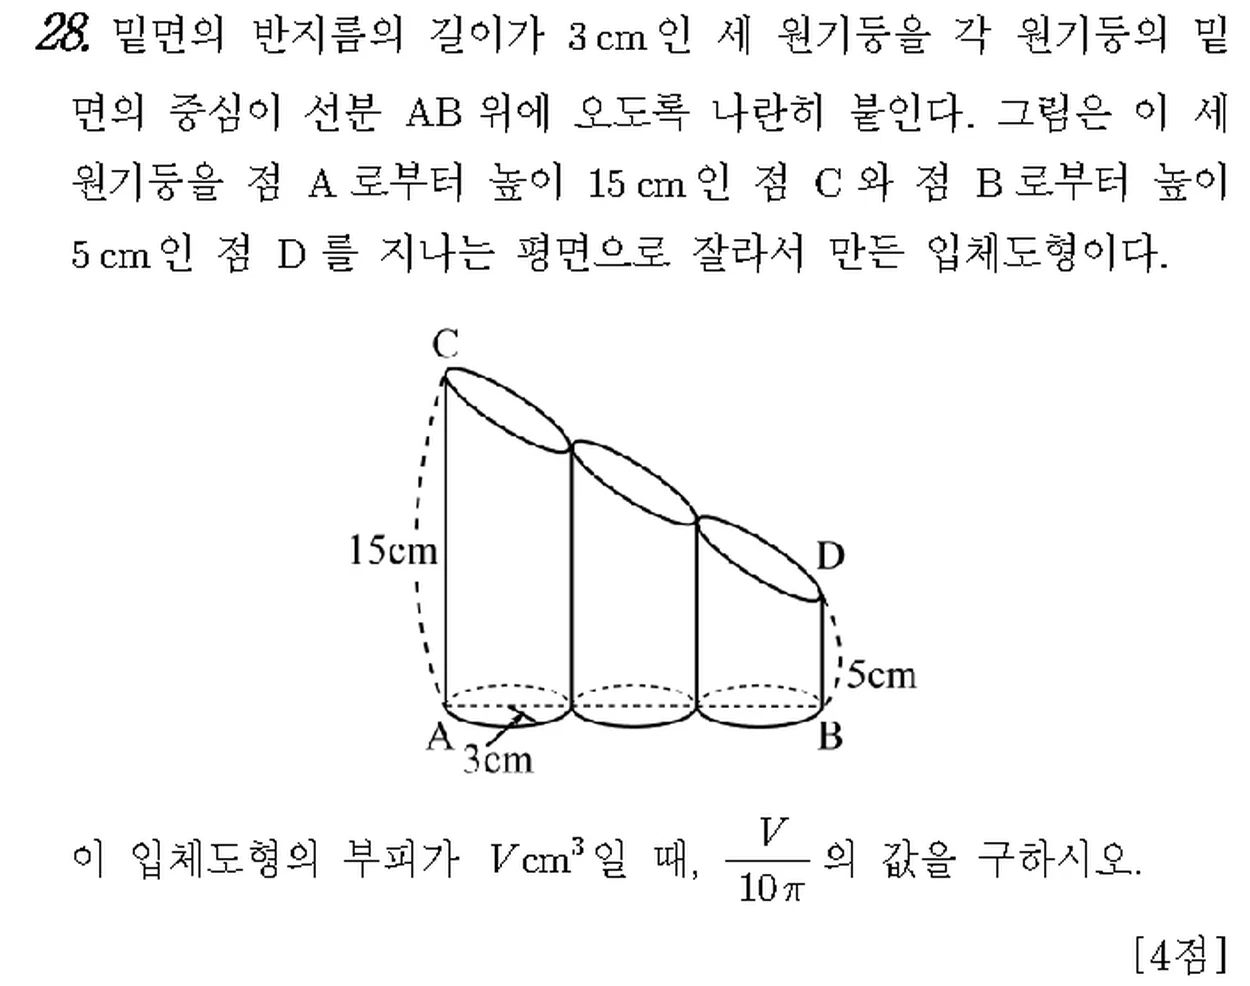 28. 밑면의 반지름의 길이가 3 cm인 세 원기둥을 각 원기둥의 밑
면의 중심이 선분 AB 위에 오도록 나란히 붙인다. 그림은 이 세
원기둥을 점 A 로부터 높이 15 cm인 점 C 와 점 B 로부터 높이
5 cm인 점 D 를 지나는 평면으로 잘라서 만든 입체도형이다.
C
15cm
D
5cm
A
3cm
B
이 입체도형의 부피가 V cm³일 때, V/10π 의 값을 구하시오.
[4점]